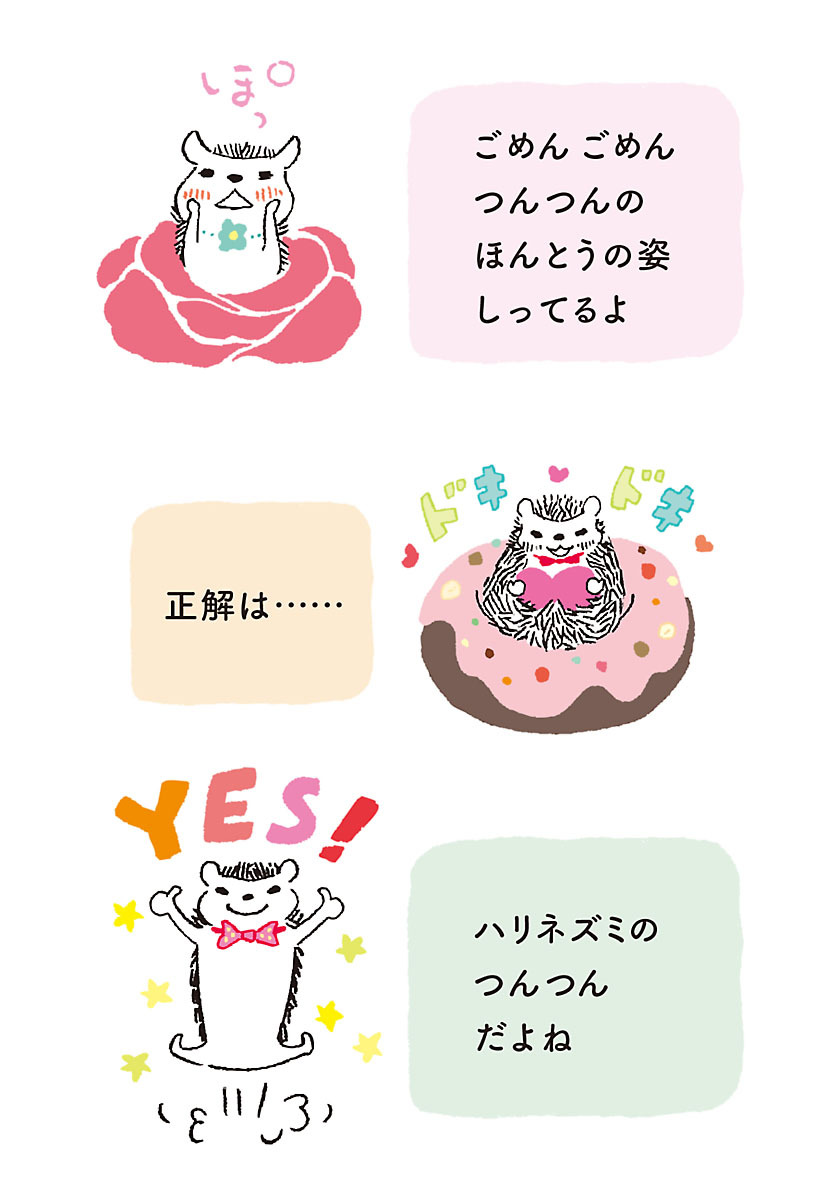 ぽっ
ごめん ごめん
つんつんの
ほんとうの姿
しってるよ
ドキ ドキ
正解は……
YES!
ハリネズミの
つんつん
だよね